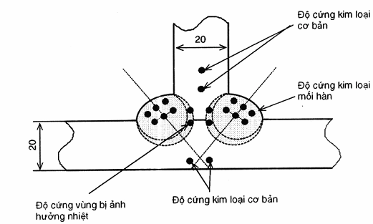 Độ cứng kim loại
cơ bản
20
Độ cứng kim loại
mối hàn
20
Độ cứng vùng bị ảnh
hưởng nhiệt
Độ cứng kim loại cơ bản